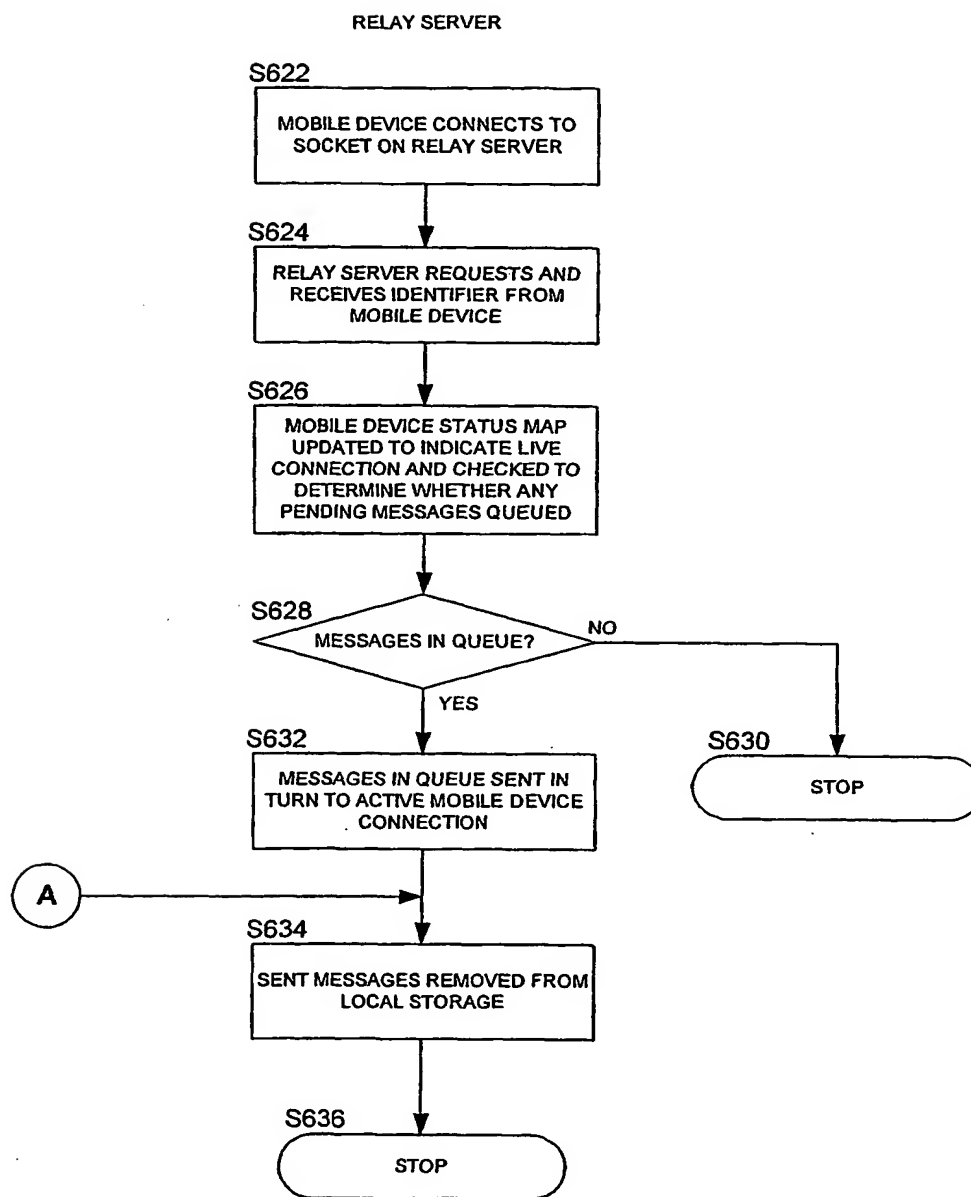 RELAY SERVER
S622
MOBILE DEVICE CONNECTS TO
SOCKET ON RELAY SERVER
S624
RELAY SERVER REQUESTS AND
RECEIVES IDENTIFIER FROM
MOBILE DEVICE
S626
MOBILE DEVICE STATUS MAP
UPDATED TO INDICATE LIVE
CONNECTION AND CHECKED TO
DETERMINE WHETHER ANY
PENDING MESSAGES QUEUED
S628
MESSAGES IN QUEUE?
NO
YES
S630
STOP
S632
MESSAGES IN QUEUE SENT IN
TURN TO ACTIVE MOBILE DEVICE
CONNECTION
A
S634
SENT MESSAGES REMOVED FROM
LOCAL STORAGE
S636
STOP